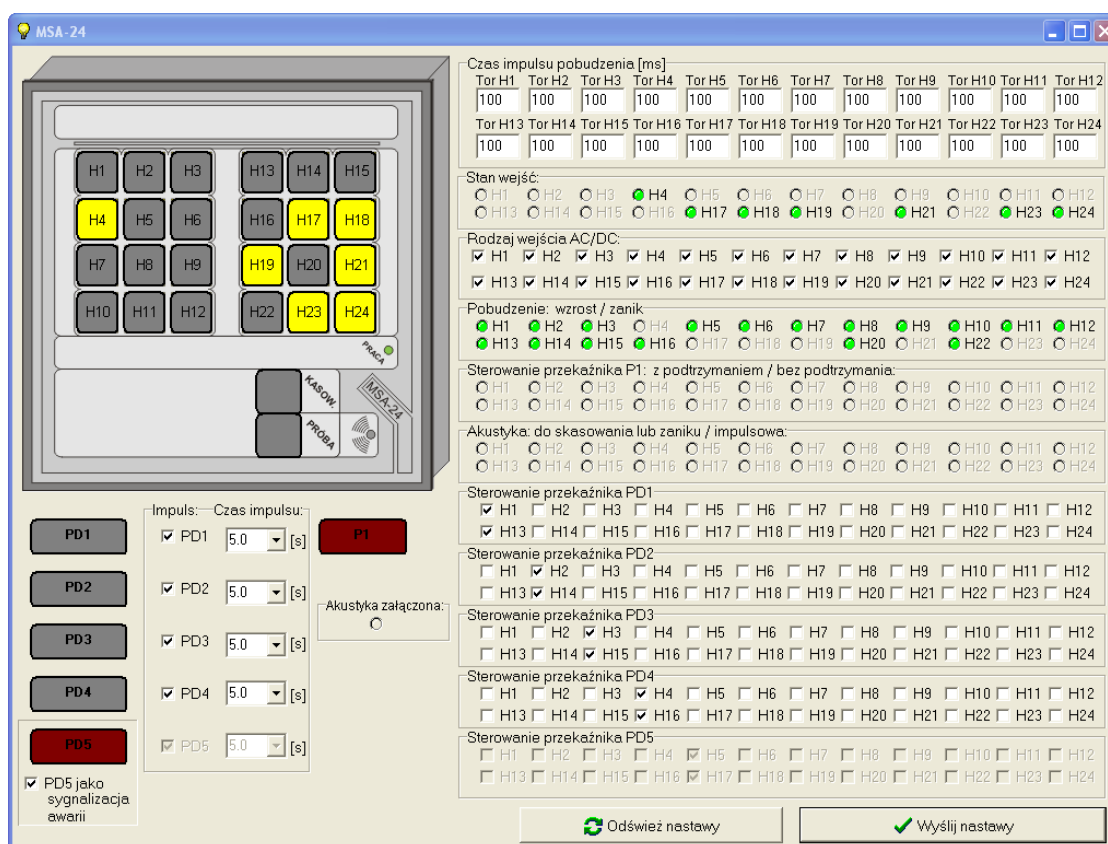 MSA-24
H1 H2 H3 H13 H14 H15
H4 H5 H6 H16 H17 H18
H7 H8 H9 H19 H20 H21
H10 H11 H12 H22 H23 H24
PRACA
KASOW.
PRÓBA
MSA-24
PD1
PD2
PD3
PD4
PD5
PD5 jako
sygnalizacja
awarii
Impuls: Czas impulsu:
PD1 5.0 [s]
PD2 5.0 [s]
PD3 5.0 [s]
PD4 5.0 [s]
PD5 5.0 [s]
P1
Akustyka załączona:
Czas impulsu pobudzenia [ms]
Tor H1 Tor H2 Tor H3 Tor H4 Tor H5 Tor H6 Tor H7 Tor H8 Tor H9 Tor H10 Tor H11 Tor H12
100 100 100 100 100 100 100 100 100 100 100 100
Tor H13 Tor H14 Tor H15 Tor H16 Tor H17 Tor H18 Tor H19 Tor H20 Tor H21 Tor H22 Tor H23 Tor H24
100 100 100 100 100 100 100 100 100 100 100 100
Stan wejść:
H1 H2 H3 H4 H5 H6 H7 H8 H9 H10 H11 H12
H13 H14 H15 H16 H17 H18 H19 H20 H21 H22 H23 H24
Rodzaj wejścia AC/DC:
H1 H2 H3 H4 H5 H6 H7 H8 H9 H10 H11 H12
H13 H14 H15 H16 H17 H18 H19 H20 H21 H22 H23 H24
Pobudzenie: wzrost / zanik
H1 H2 H3 H4 H5 H6 H7 H8 H9 H10 H11 H12
H13 H14 H15 H16 H17 H18 H19 H20 H21 H22 H23 H24
Sterowanie przekaźnika P1: z podtrzymaniem / bez podtrzymania:
H1 H2 H3 H4 H5 H6 H7 H8 H9 H10 H11 H12
H13 H14 H15 H16 H17 H18 H19 H20 H21 H22 H23 H24
Akustyka: do skasowania lub zaniku / impulsowa:
H1 H2 H3 H4 H5 H6 H7 H8 H9 H10 H11 H12
H13 H14 H15 H16 H17 H18 H19 H20 H21 H22 H23 H24
Sterowanie przekaźnika PD1
H1 H2 H3 H4 H5 H6 H7 H8 H9 H10 H11 H12
H13 H14 H15 H16 H17 H18 H19 H20 H21 H22 H23 H24
Sterowanie przekaźnika PD2
H1 H2 H3 H4 H5 H6 H7 H8 H9 H10 H11 H12
H13 H14 H15 H16 H17 H18 H19 H20 H21 H22 H23 H24
Sterowanie przekaźnika PD3
H1 H2 H3 H4 H5 H6 H7 H8 H9 H10 H11 H12
H13 H14 H15 H16 H17 H18 H19 H20 H21 H22 H23 H24
Sterowanie przekaźnika PD4
H1 H2 H3 H4 H5 H6 H7 H8 H9 H10 H11 H12
H13 H14 H15 H16 H17 H18 H19 H20 H21 H22 H23 H24
Sterowanie przekaźnika PD5
H1 H2 H3 H4 H5 H6 H7 H8 H9 H10 H11 H12
H13 H14 H15 H16 H17 H18 H19 H20 H21 H22 H23 H24
Odśwież nastawy
Wyślij nastawy